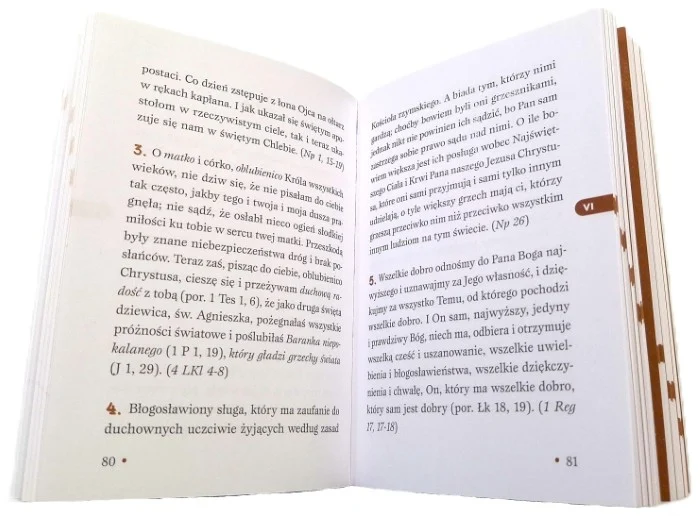 postaci. Co dzień zstępuje z łona Ojca na ołtarz
w rękach kapłana. I jak ukazał się świętym apo-
stołom w rzeczywistym ciele, tak i teraz uka-
zuje się nam w świętym Chlebie. (Np 1, 15-19)
3. O matko i córko, oblubienico Króla wszystkich
wieków, nie dziw się, że nie pisałam do ciebie
tak często, jakby tego i twoja i moja dusza pra-
gnęła; nie sądź, że osłabł nieco ogień słodkiej
miłości ku tobie w sercu twej matki. Przeszkodą
były znane niebezpieczeństwa dróg i brak po-
słańców. Teraz zaś, pisząc do ciebie, oblubienico
Chrystusa, cieszę się i przeżywam duchową ra-
dość z tobą (por. 1 Tes 1, 6), że jako druga święta
dziewica, św. Agnieszka, pożegnałaś wszystkie
próżności światowe i poślubiłaś Baranka niepo-
kalanego (1 P 1, 19), który gładzi grzechy świata
(J 1, 29). (4 LKl 4-8)
4. Błogosławiony sługa, który ma zaufanie do
duchownych uczciwie żyjących według zasad
80
Kościoła rzymskiego. A biada tym, którzy nimi
gardzą; choćby bowiem byli oni grzesznikami,
jednak nikt nie powinien ich sądzić, bo Pan sam
zastrzega sobie prawo sądu nad nimi. O ile bo-
wiem większa jest ich posługa wobec Najświęt-
szego Ciała i Krwi Pana naszego Jezusa Chrystu-
sa, które oni sami przyjmują i sami tylko innym
udzielają, o tyle większy grzech mają ci, którzy
grzeszą przeciwko nim niż przeciwko wszystkim
innym ludziom na tym świecie. (Np 26)
5. Wszelkie dobro odnośmy do Pana Boga naj-
wyższego i uznawajmy za Jego własność, i dzię-
kujmy za wszystko Temu, od którego pochodzi
wszelkie dobro. I On sam, najwyższy, jedyny
i prawdziwy Bóg, niech ma, odbiera i otrzymuje
wszelką cześć i uszanowanie, wszelkie uwiel-
bienia i błogosławieństwa, wszelkie dziękczy-
nienia i chwałę, On, który ma wszelkie dobro,
który sam jest dobry (por. Łk 18, 19). (1 Reg
17, 17-18)
81
VI